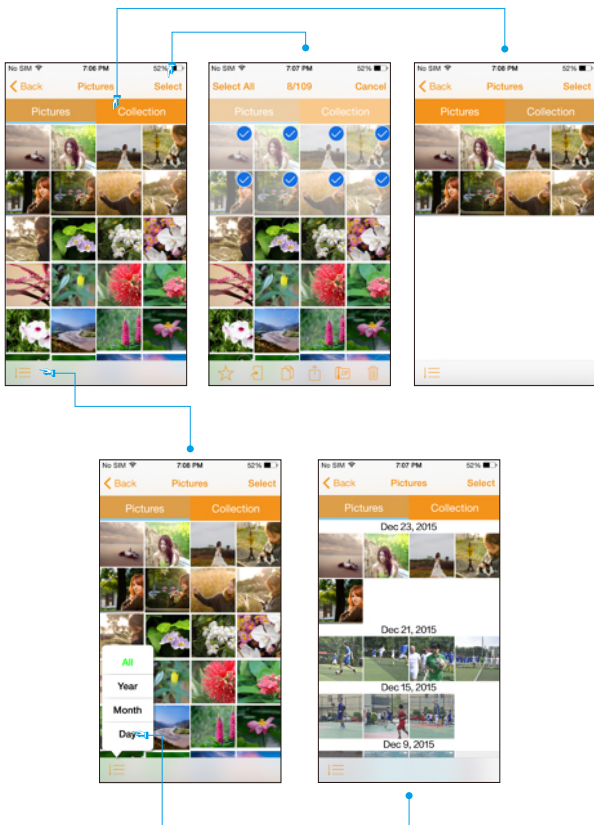 No SIM 7:06 PM 52%
Back Pictures Select
Pictures Collection
No SIM 7:07 PM 52%
Select All 8/109 Cancel
Pictures Collection
No SIM 7:08 PM 52%
Back Pictures Select
Pictures Collection
No SIM 7:08 PM 52%
Back Pictures Select
Pictures Collection
All
Year
Month
Day
No SIM 7:07 PM 52%
Back Pictures Select
Pictures Collection
Dec 23, 2015
Dec 21, 2015
Dec 15, 2015
Dec 9, 2015